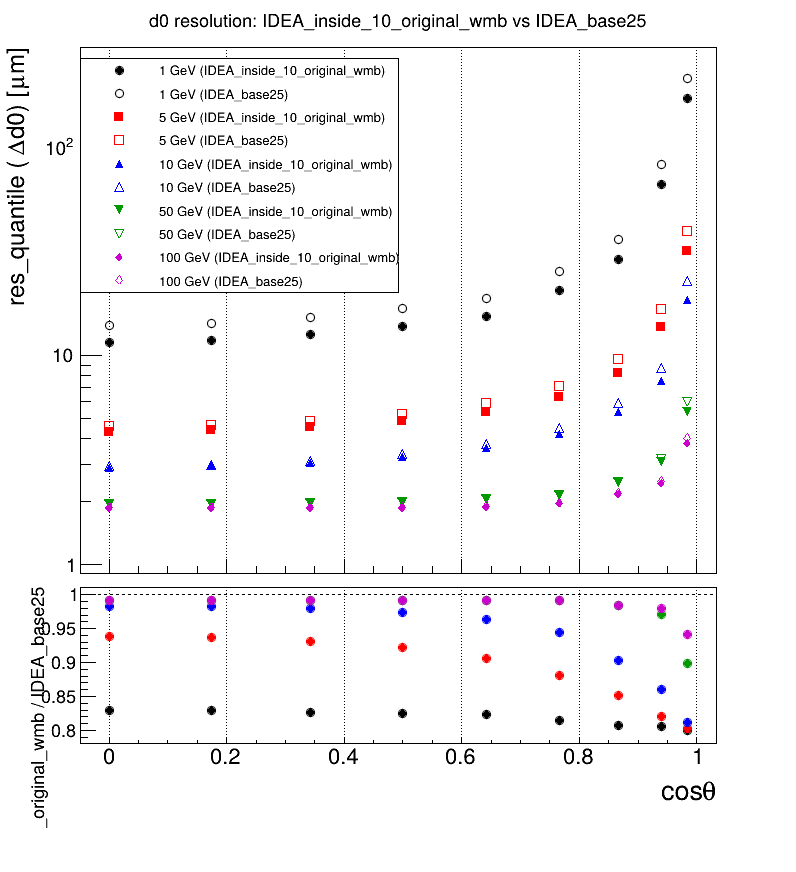 d0 resolution: IDEA_inside_10_original_wmb vs IDEA_base25
res_quantile ( Δd0) [μm]
1 GeV (IDEA_inside_10_original_wmb)
1 GeV (IDEA_base25)
5 GeV (IDEA_inside_10_original_wmb)
5 GeV (IDEA_base25)
10 GeV (IDEA_inside_10_original_wmb)
10 GeV (IDEA_base25)
50 GeV (IDEA_inside_10_original_wmb)
50 GeV (IDEA_base25)
100 GeV (IDEA_inside_10_original_wmb)
100 GeV (IDEA_base25)
10²
10
1
_original_wmb / IDEA_base25
1
0.95
0.9
0.85
0.8
0 0.2 0.4 0.6 0.8 1
cosθ